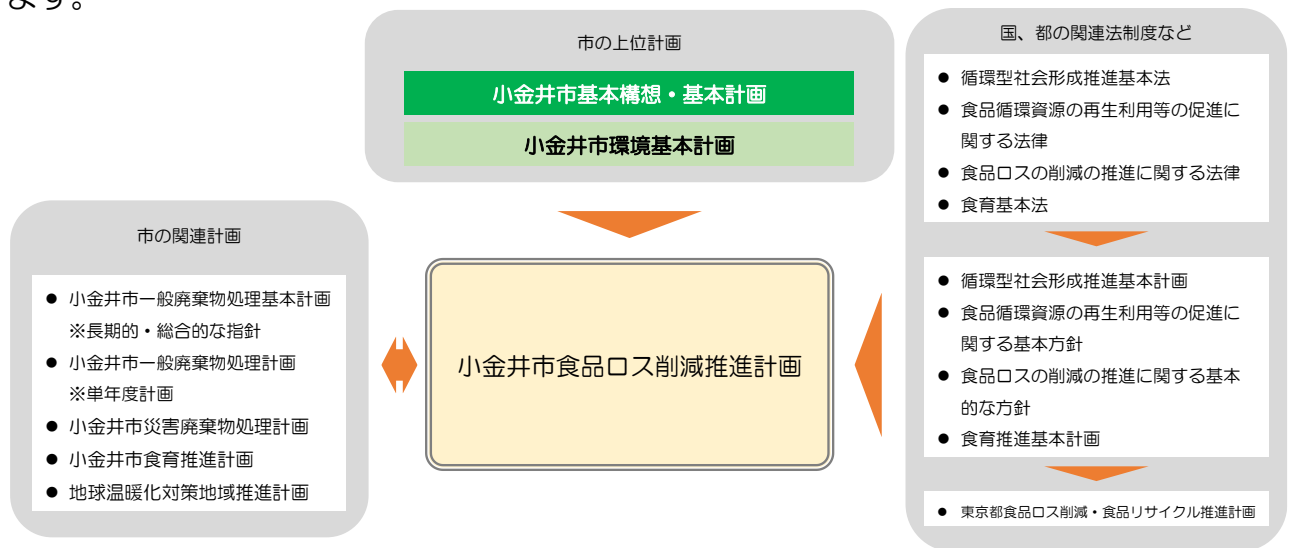 ます。
市の上位計画
小金井市基本構想・基本計画
小金井市環境基本計画
国、都の関連法制度など
● 循環型社会形成推進基本法
● 食品循環資源の再生利用等の促進に
関する法律
● 食品ロスの削減の推進に関する法律
● 食育基本法
● 循環型社会形成推進基本計画
● 食品循環資源の再生利用等の促進に
関する基本方針
● 食品ロスの削減の推進に関する基本
的な方針
● 食育推進基本計画
● 東京都食品ロス削減・食品リサイクル推進計画
市の関連計画
● 小金井市一般廃棄物処理基本計画
※長期的・総合的な指針
● 小金井市一般廃棄物処理計画
※単年度計画
● 小金井市災害廃棄物処理計画
● 小金井市食育推進計画
● 地球温暖化対策地域推進計画
小金井市食品ロス削減推進計画